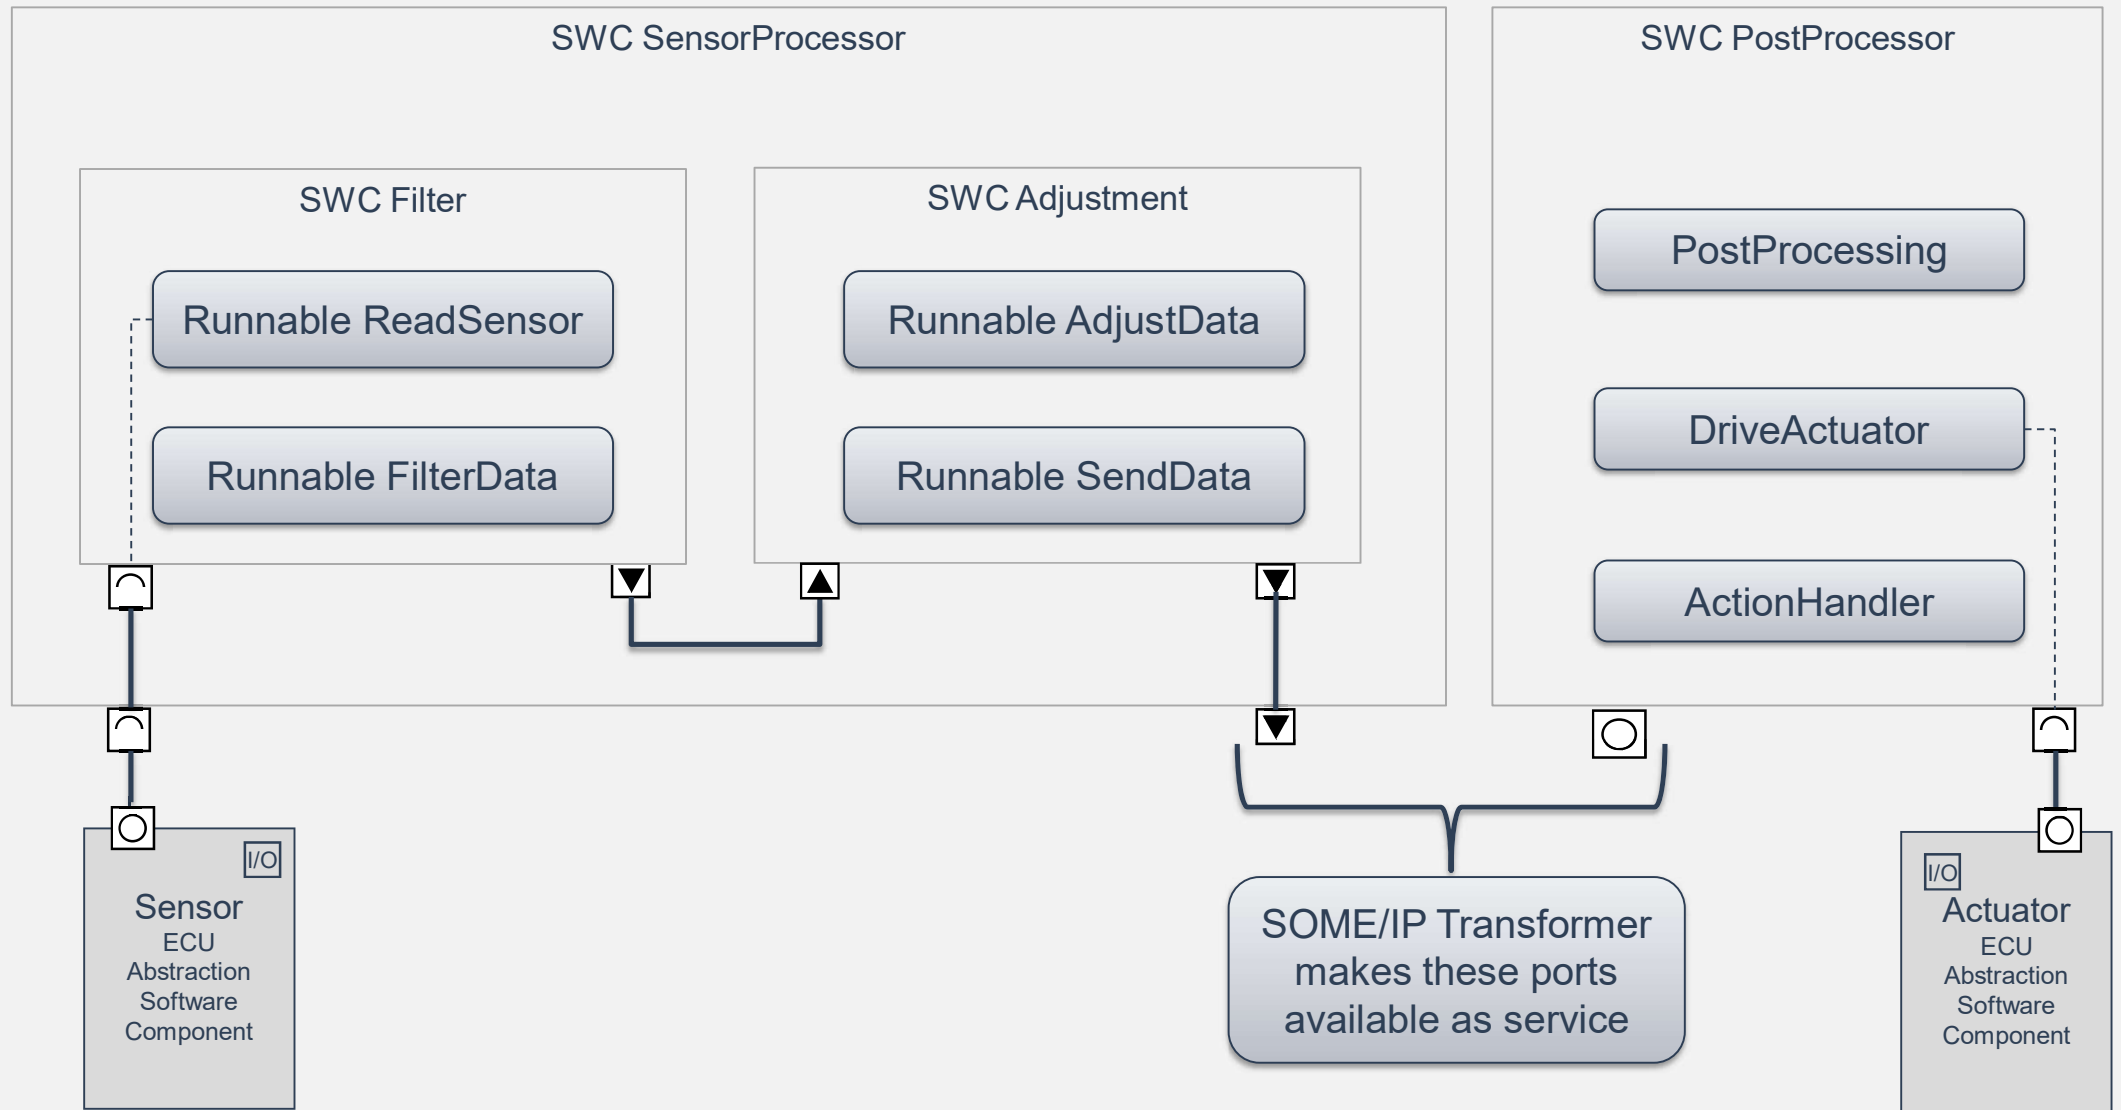 SWC SensorProcessor
SWC PostProcessor
SWC Filter
SWC Adjustment
Runnable ReadSensor
Runnable AdjustData
PostProcessing
Runnable FilterData
Runnable SendData
DriveActuator
ActionHandler
I/O
Sensor
ECU
Abstraction
Software
Component
SOME/IP Transformer
makes these ports
available as service
I/O
Actuator
ECU
Abstraction
Software
Component